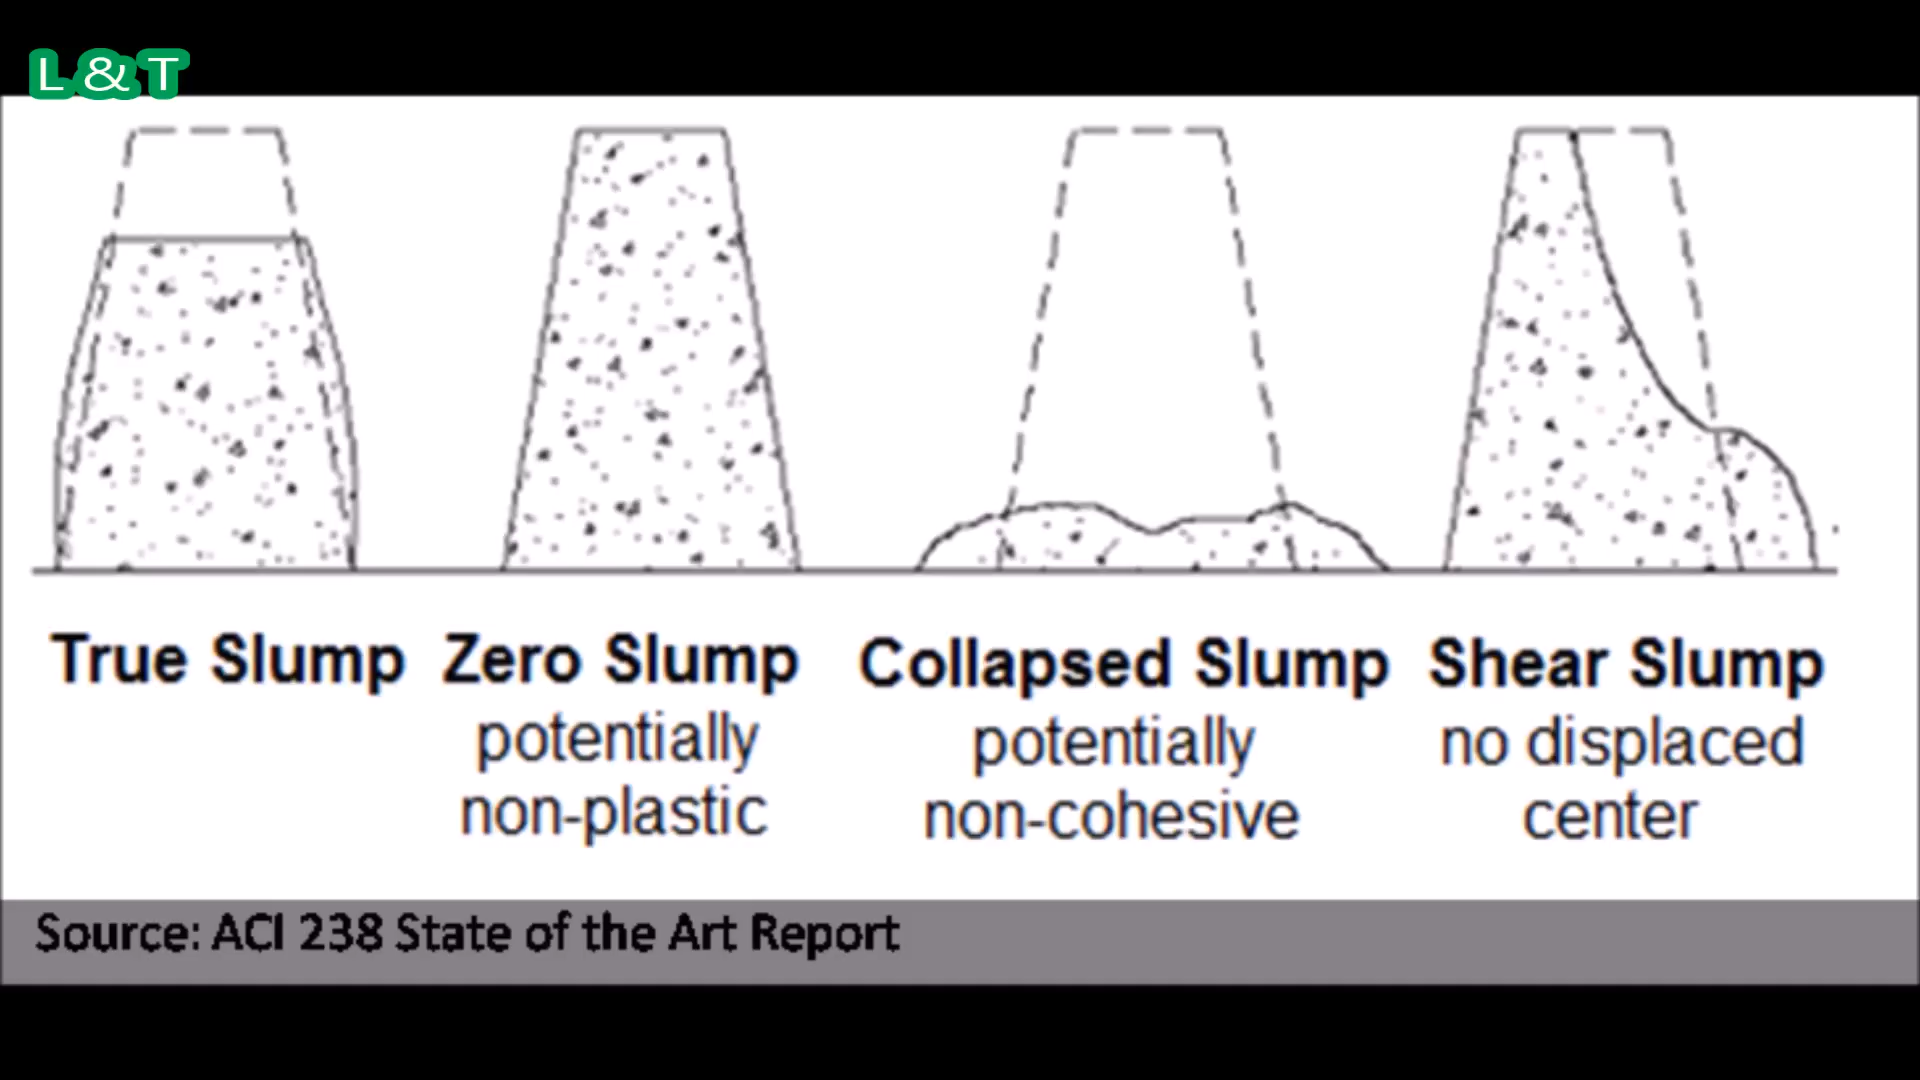 L&T
True Slump
Zero Slump
potentially
non-plastic
Collapsed Slump
potentially
non-cohesive
Shear Slump
no displaced
center
Source: ACI 238 State of the Art Report